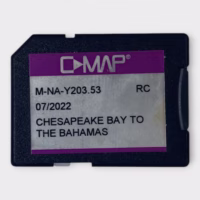 C-MAP®
M-NA-Y203.53 RC
07/2022
CHESAPEAKE BAY TO
THE BAHAMAS